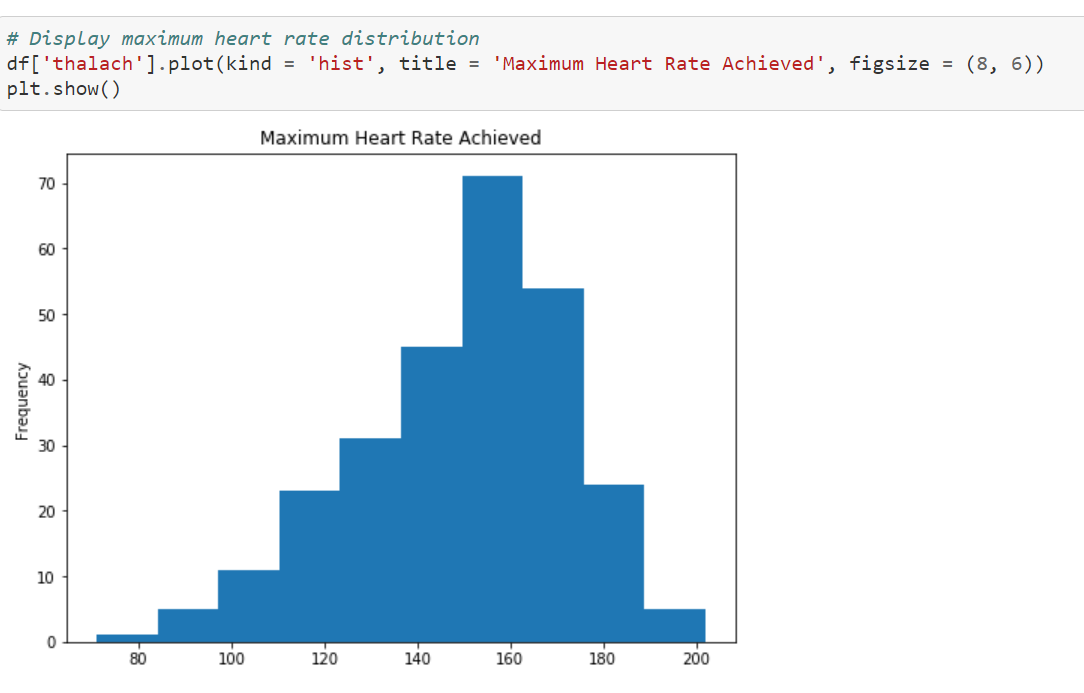 # Display maximum heart rate distribution
df['thalach'].plot(kind = 'hist', title = 'Maximum Heart Rate Achieved', figsize = (8, 6))
plt.show()
Maximum Heart Rate Achieved
70
60
50
40
30
20
10
0
Frequency
80 100 120 140 160 180 200